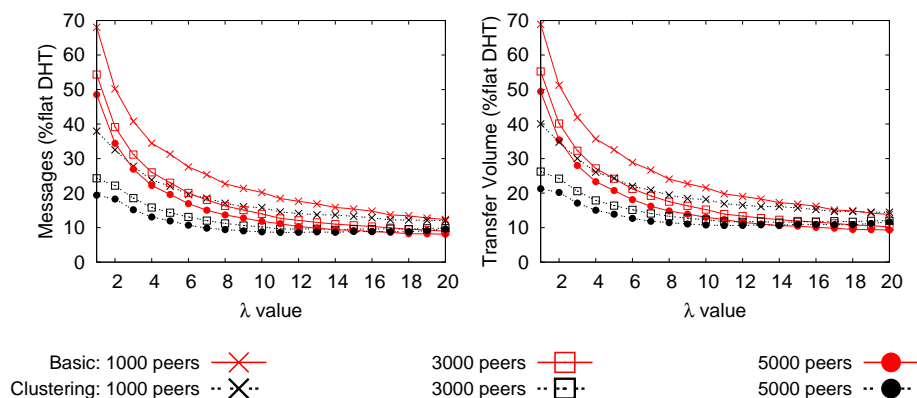 70
60
50
40
30
20
10
0
Messages (%flat DHT)
2 4 6 8 10 12 14 16 18 20
λ value
70
60
50
40
30
20
10
0
Transfer Volume (%flat DHT)
2 4 6 8 10 12 14 16 18 20
λ value
Basic: 1000 peers 3000 peers 5000 peers
Clustering: 1000 peers 3000 peers 5000 peers